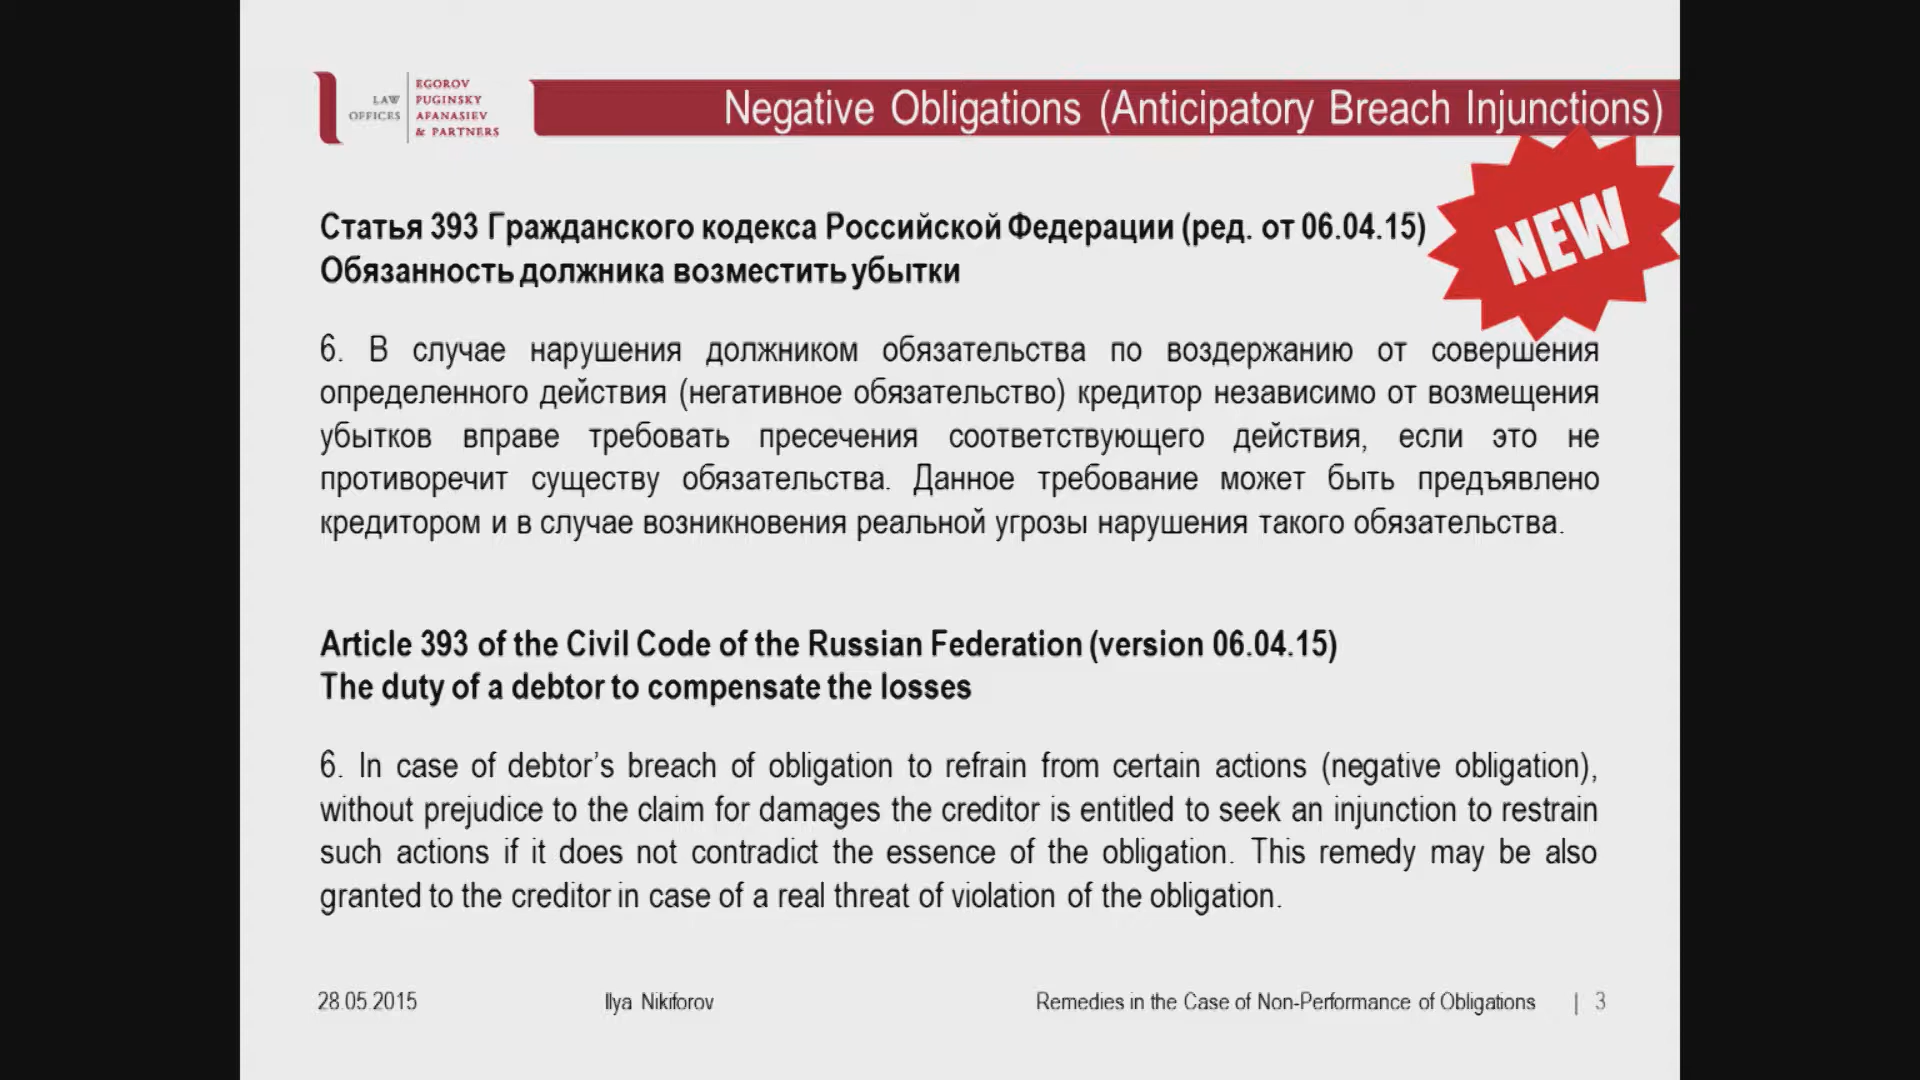 LAW OFFICES
EGOROV
PUGINSKY
AFANASIEV
& PARTNERS
Negative Obligations (Anticipatory Breach Injunctions)
NEW
Статья 393 Гражданского кодекса Российской Федерации (ред. от 06.04.15)
Обязанность должника возместить убытки
6. В случае нарушения должником обязательства по воздержанию от совершения
определенного действия (негативное обязательство) кредитор независимо от возмещения
убытков вправе требовать пресечения соответствующего действия, если это не
противоречит существу обязательства. Данное требование может быть предъявлено
кредитором и в случае возникновения реальной угрозы нарушения такого обязательства.
Article 393 of the Civil Code of the Russian Federation (version 06.04.15)
The duty of a debtor to compensate the losses
6. In case of debtor’s breach of obligation to refrain from certain actions (negative obligation),
without prejudice to the claim for damages the creditor is entitled to seek an injunction to restrain
such actions if it does not contradict the essence of the obligation. This remedy may be also
granted to the creditor in case of a real threat of violation of the obligation.
28.05.2015 Ilya Nikiforov Remedies in the Case of Non-Performance of Obligations | 3